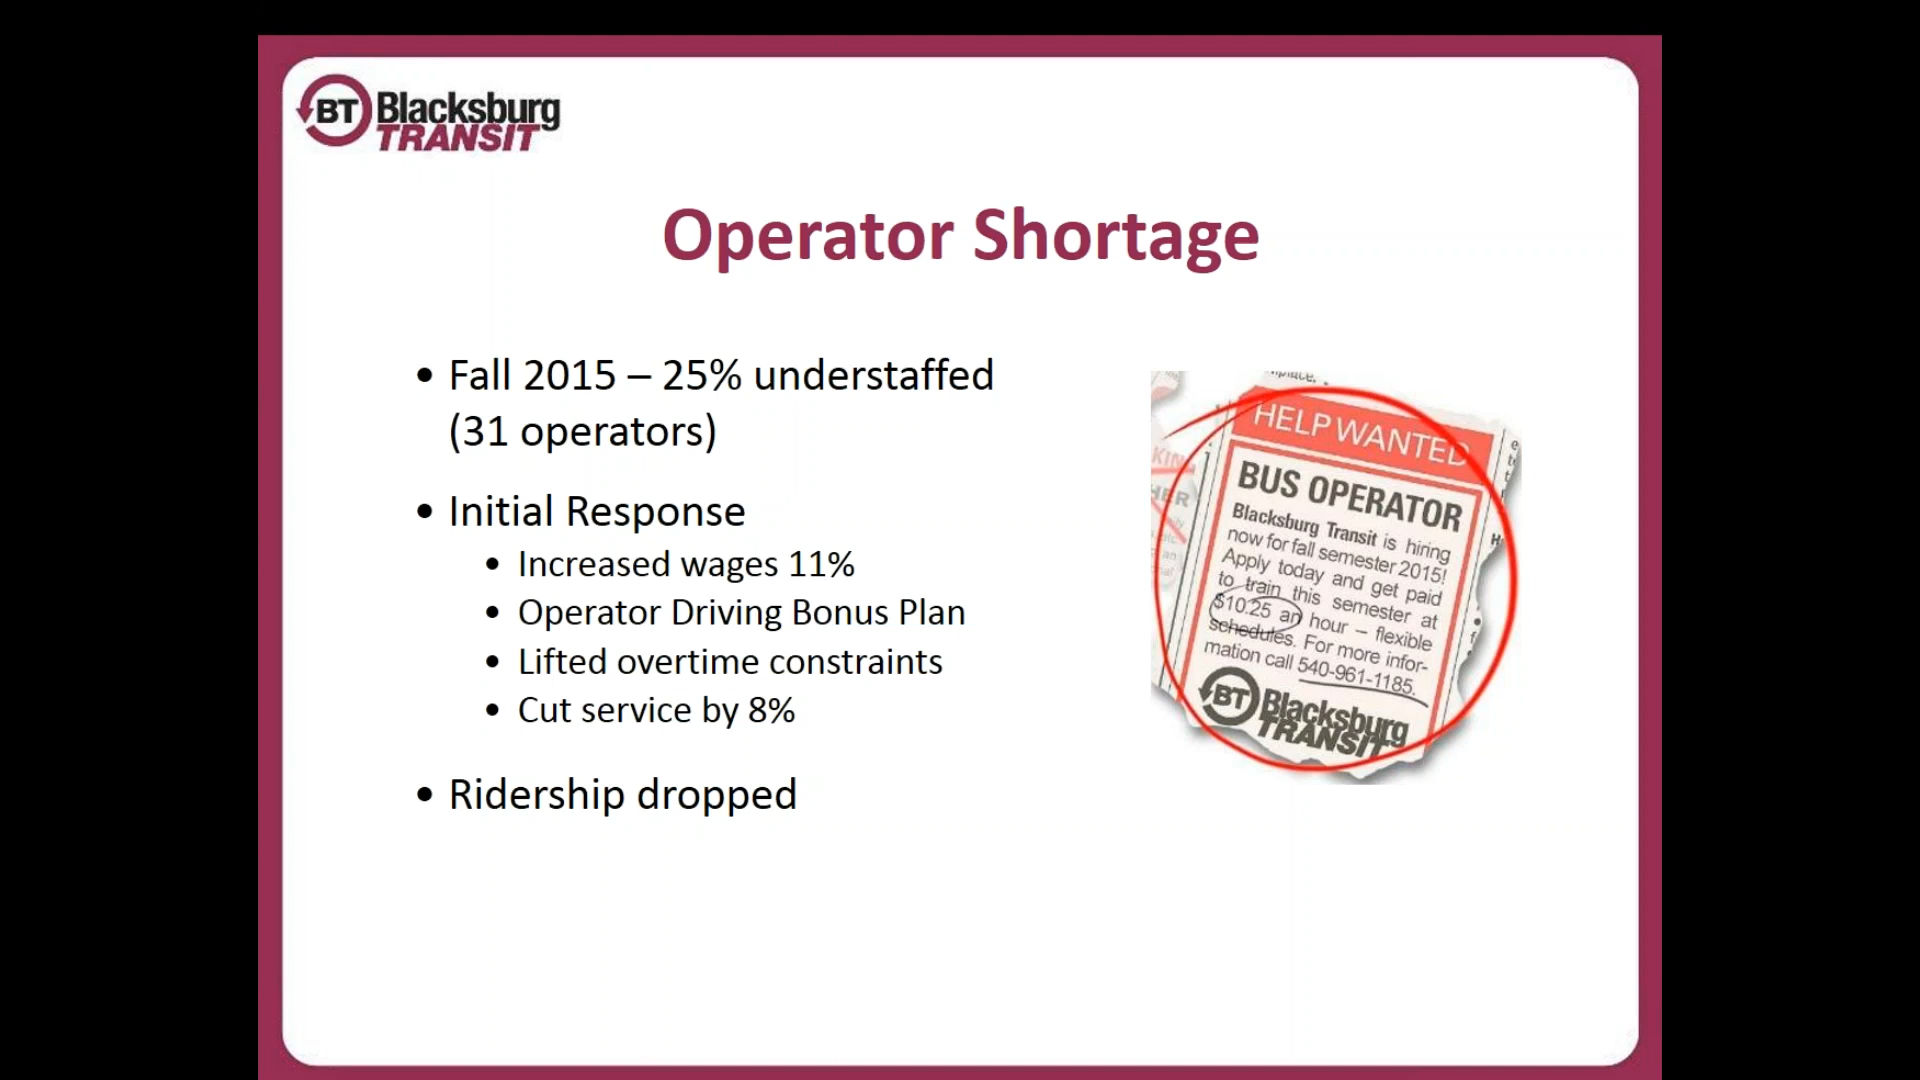 BT Blacksburg
TRANSIT
Operator Shortage
• Fall 2015 – 25% understaffed
(31 operators)
• Initial Response
• Increased wages 11%
• Operator Driving Bonus Plan
• Lifted overtime constraints
• Cut service by 8%
• Ridership dropped
HELP WANTED
BUS OPERATOR
Blacksburg Transit is hiring
now for fall semester 2015!
Apply today and get paid
to train this semester at
$10.25 an hour – flexible
schedules. For more infor-
mation call 540-961-1185.
BT Blacksburg
TRANSIT